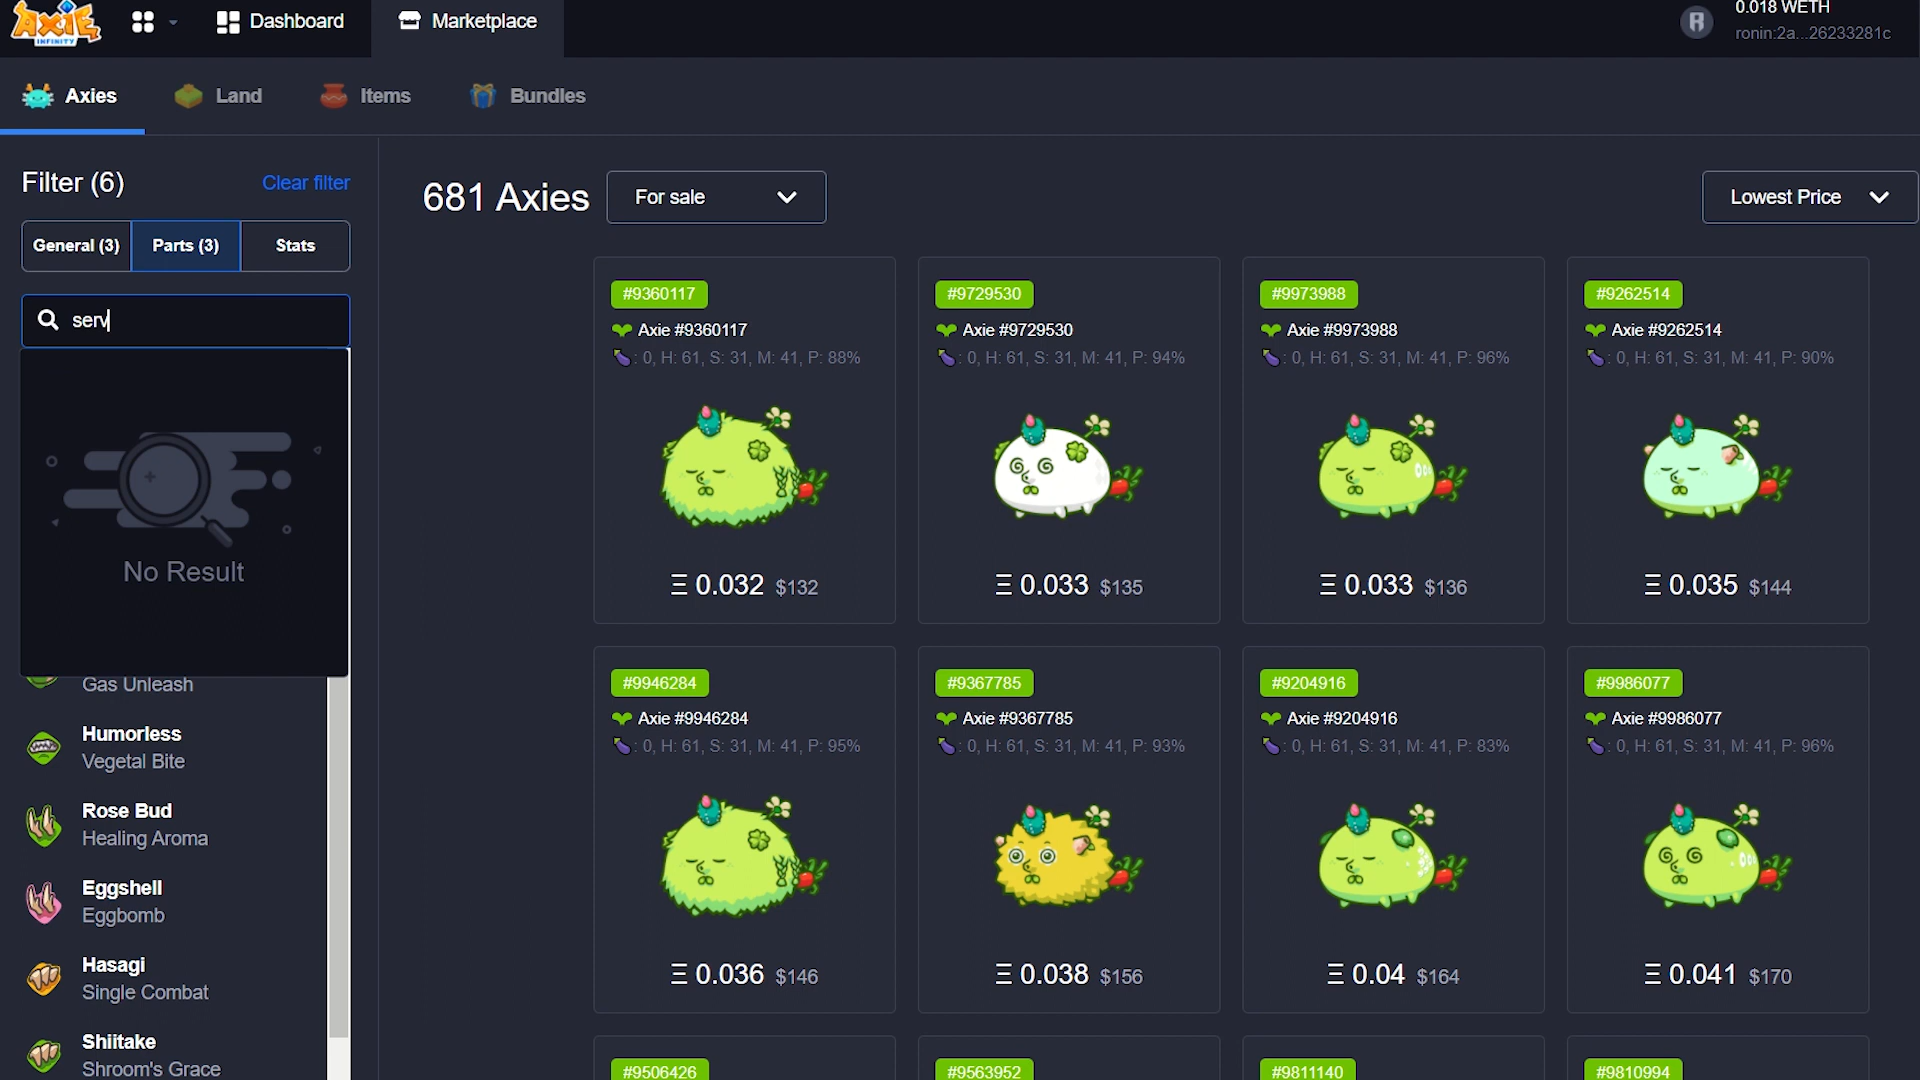 AXIE
INFINITY
Dashboard
Marketplace
0.018 WETH
ronin:2a...26233281c
Axies
Land
Items
Bundles
Filter (6)
Clear filter
General (3)
Parts (3)
Stats
serv
No Result
Gas Unleash
Humorless
Vegetal Bite
Rose Bud
Healing Aroma
Eggshell
Eggbomb
Hasagi
Single Combat
Shiitake
Shroom's Grace
681 Axies
For sale
Lowest Price
#9360117
Axie #9360117
: 0, H: 61, S: 31, M: 41, P: 88%
Ξ 0.032 $132
#9729530
Axie #9729530
: 0, H: 61, S: 31, M: 41, P: 94%
Ξ 0.033 $135
#9973988
Axie #9973988
: 0, H: 61, S: 31, M: 41, P: 96%
Ξ 0.033 $136
#9262514
Axie #9262514
: 0, H: 61, S: 31, M: 41, P: 90%
Ξ 0.035 $144
#9946284
Axie #9946284
: 0, H: 61, S: 31, M: 41, P: 95%
Ξ 0.036 $146
#9367785
Axie #9367785
: 0, H: 61, S: 31, M: 41, P: 93%
Ξ 0.038 $156
#9204916
Axie #9204916
: 0, H: 61, S: 31, M: 41, P: 83%
Ξ 0.04 $164
#9986077
Axie #9986077
: 0, H: 61, S: 31, M: 41, P: 96%
Ξ 0.041 $170
#9506426
#9563952
#9811140
#9810994